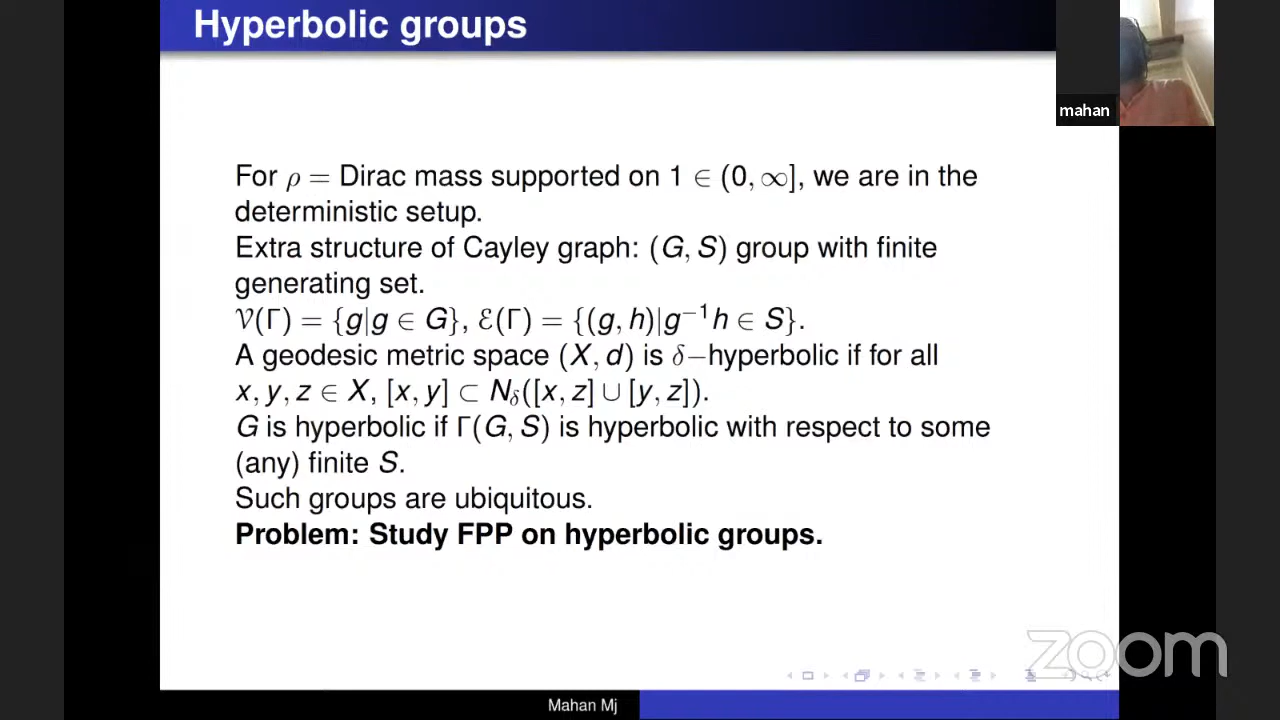 Hyperbolic groups
mahan
For ρ = Dirac mass supported on 1 ∈ (0, ∞], we are in the
deterministic setup.
Extra structure of Cayley graph: (G, S) group with finite
generating set.
𝒱(Γ) = {g|g ∈ G}, ℰ(Γ) = {(g, h)|g⁻¹h ∈ S}.
A geodesic metric space (X, d) is δ−hyperbolic if for all
x, y, z ∈ X, [x, y] ⊂ N_δ([x, z] ∪ [y, z]).
G is hyperbolic if Γ(G, S) is hyperbolic with respect to some
(any) finite S.
Such groups are ubiquitous.
Problem: Study FPP on hyperbolic groups.
zoom
Mahan Mj